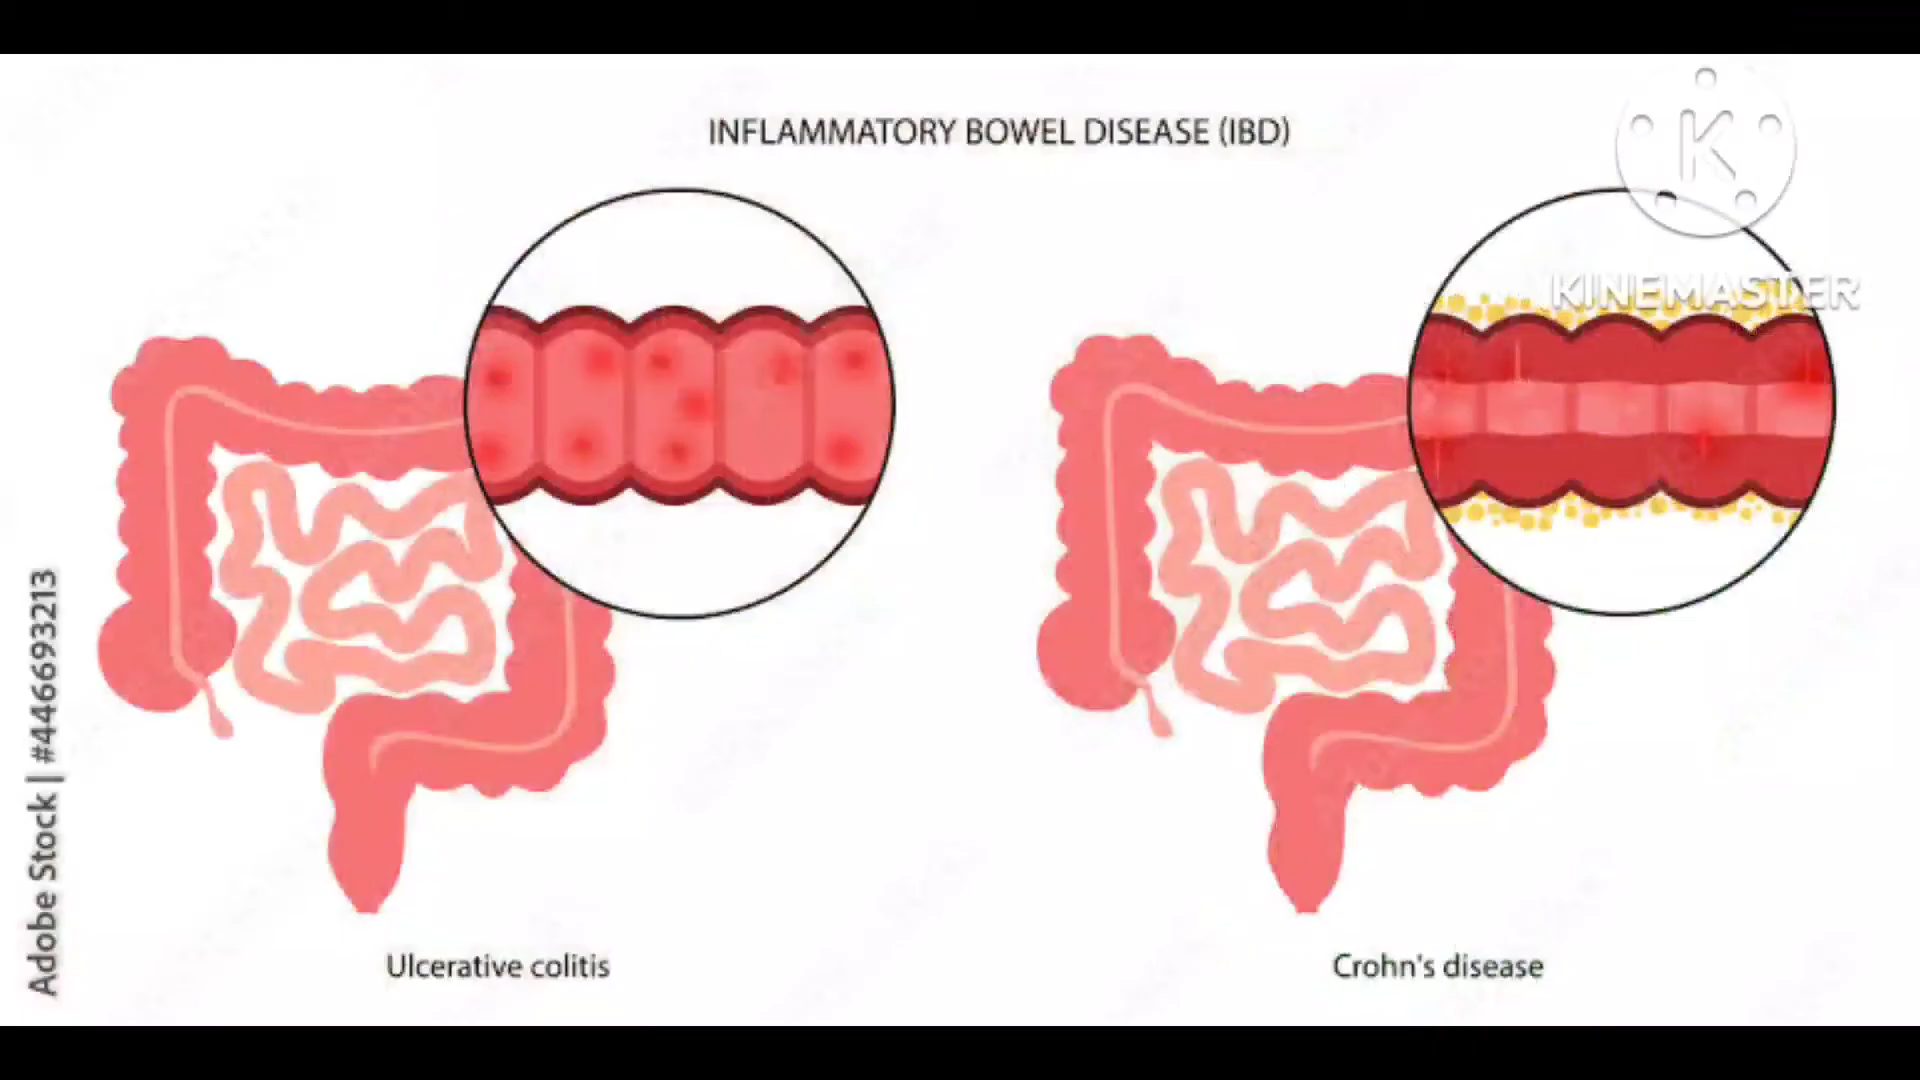 INFLAMMATORY BOWEL DISEASE (IBD)
K
KINEMASTER
Adobe Stock | #446693213
Ulcerative colitis
Crohn's disease